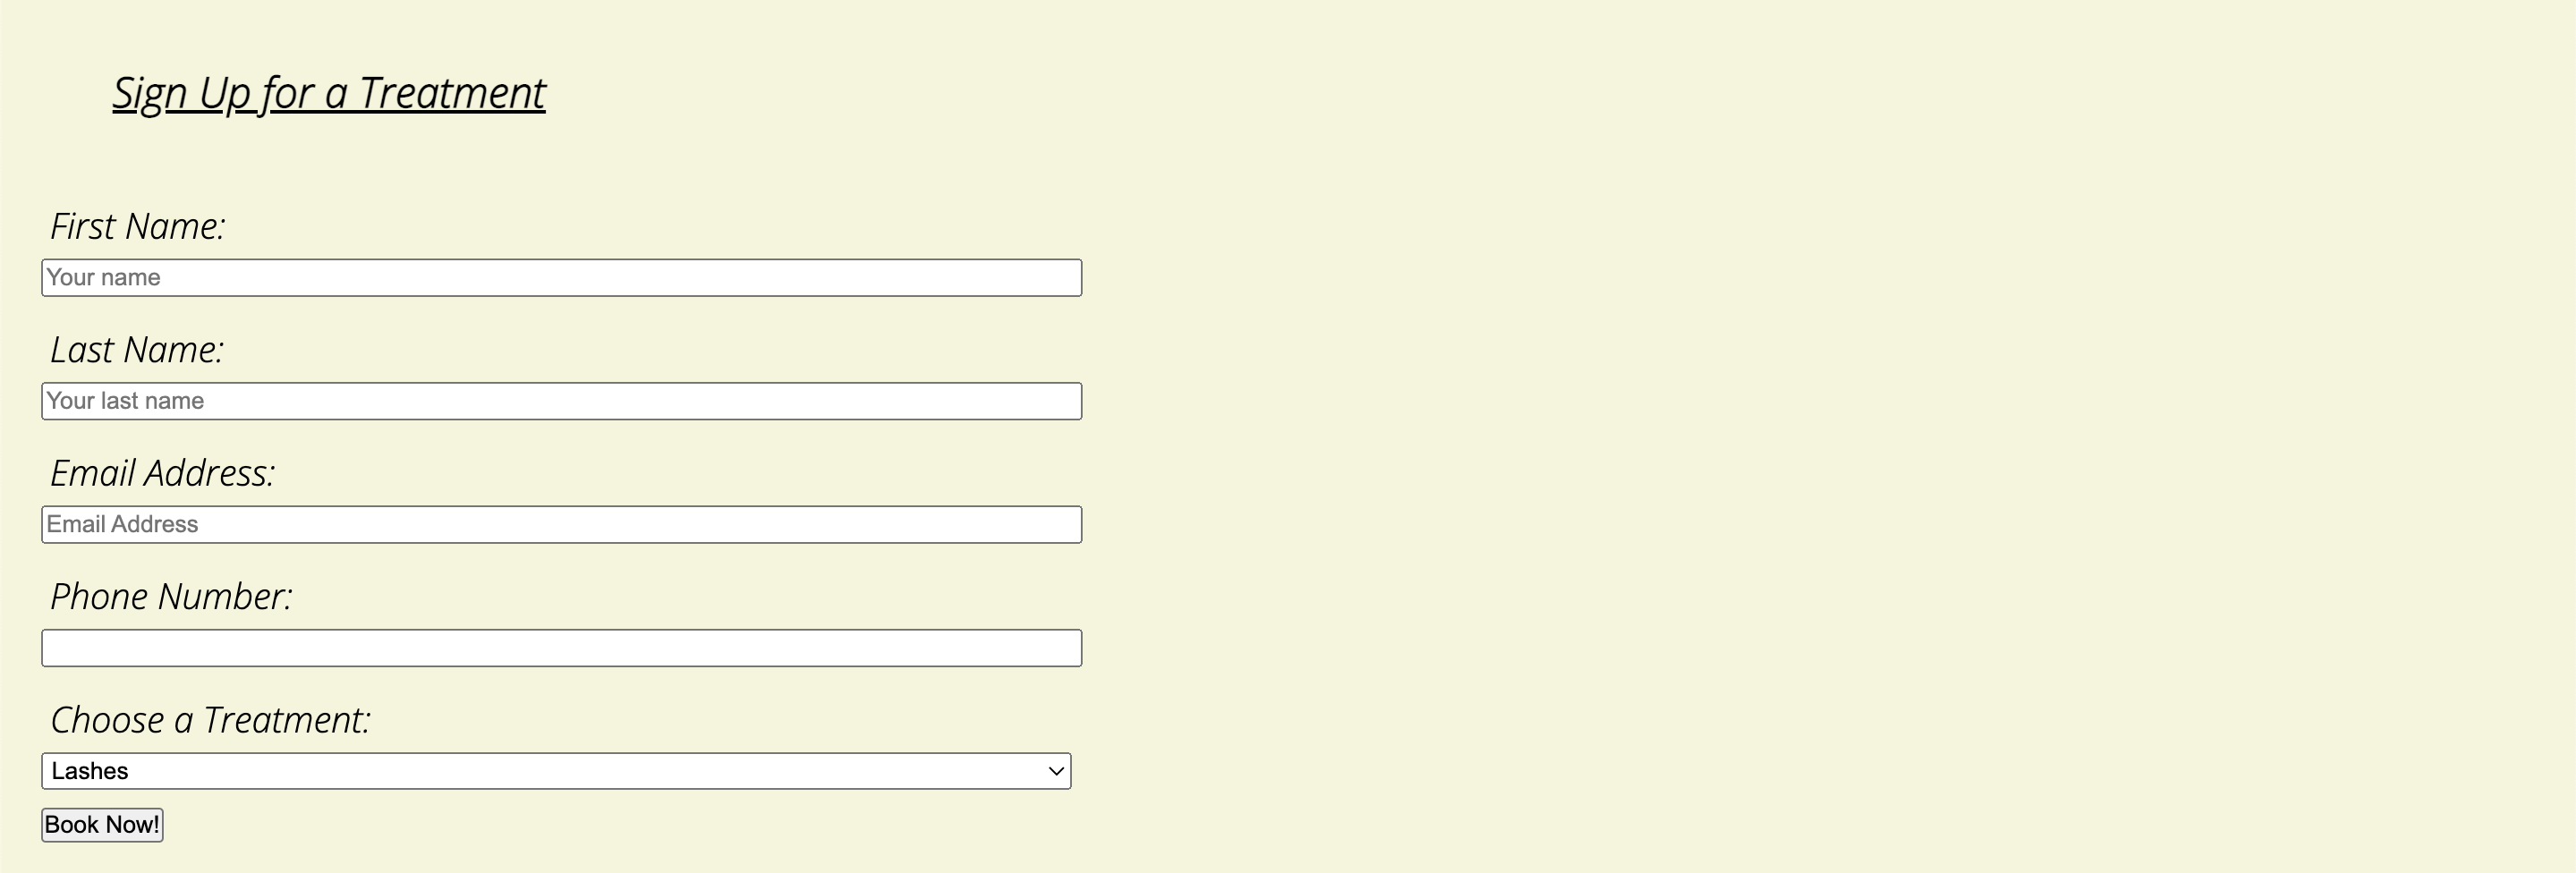 Sign Up for a Treatment
First Name:
Your name
Last Name:
Your last name
Email Address:
Email Address
Phone Number:
Choose a Treatment:
Lashes
Book Now!